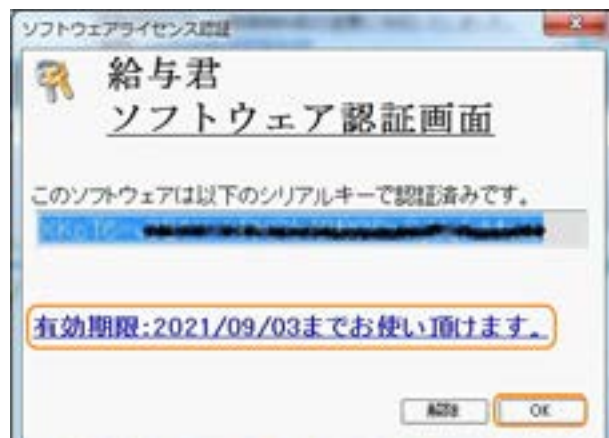 ソフトウェアライセンス認証
給与君
ソフトウェア認証画面
このソフトウェアは以下のシリアルキーで認証済みです。
有効期限:2021/09/03までお使い頂けます。
解除
OK